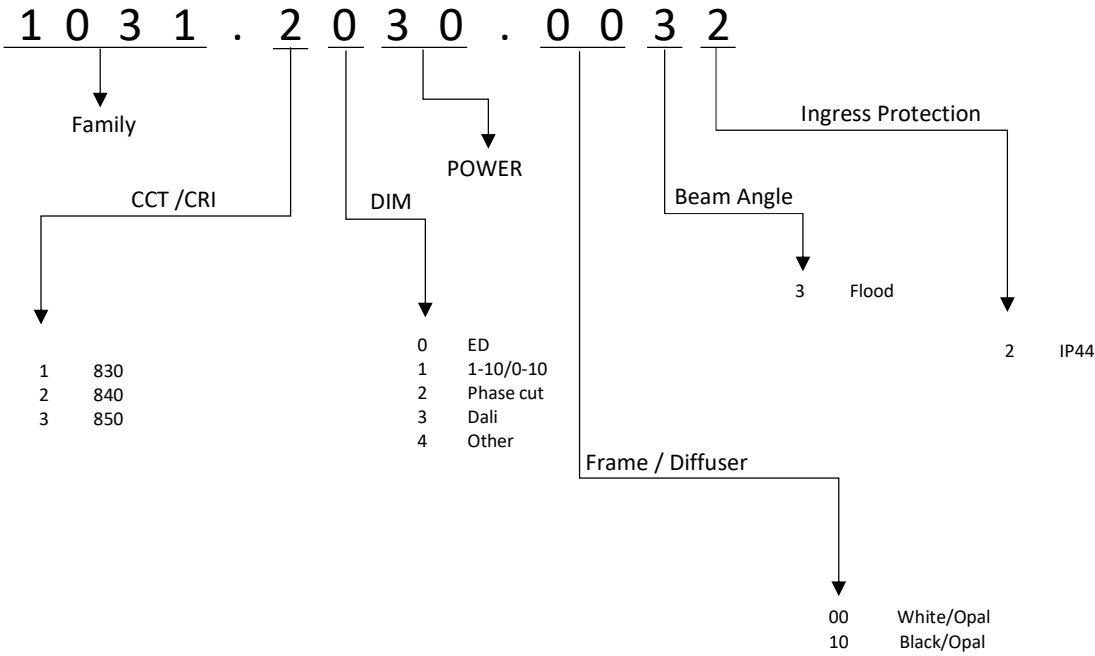 1031.2030.0032
Ingress Protection
Family
POWER
CCT /CRI
DIM
Beam Angle
3 Flood
0 ED
1 1-10/0-10
2 Phase cut
3 Dali
4 Other
2 IP44
1 830
2 840
3 850
Frame / Diffuser
00 White/Opal
10 Black/Opal